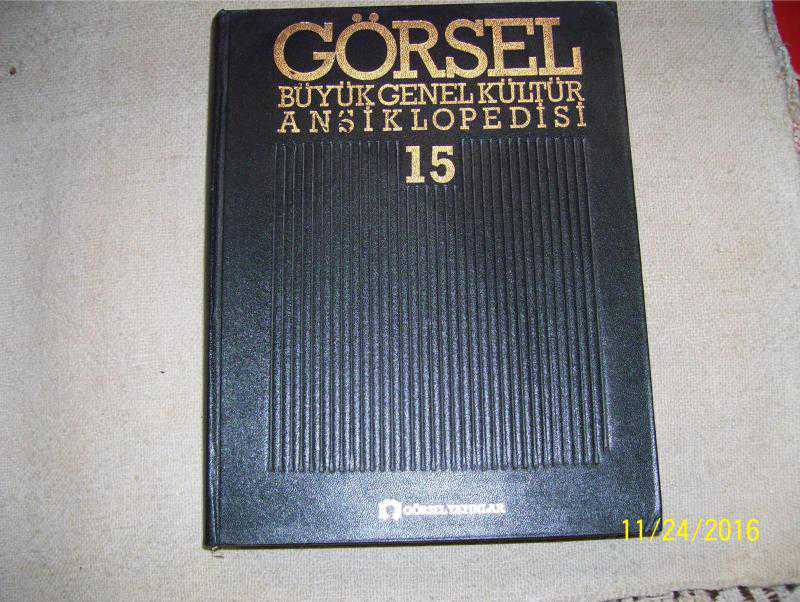 GÖRSEL
BÜYÜK GENEL KÜLTÜR
ANSİKLOPEDİSİ
15
GÖRSEL YAYINLAR
11/24/2016